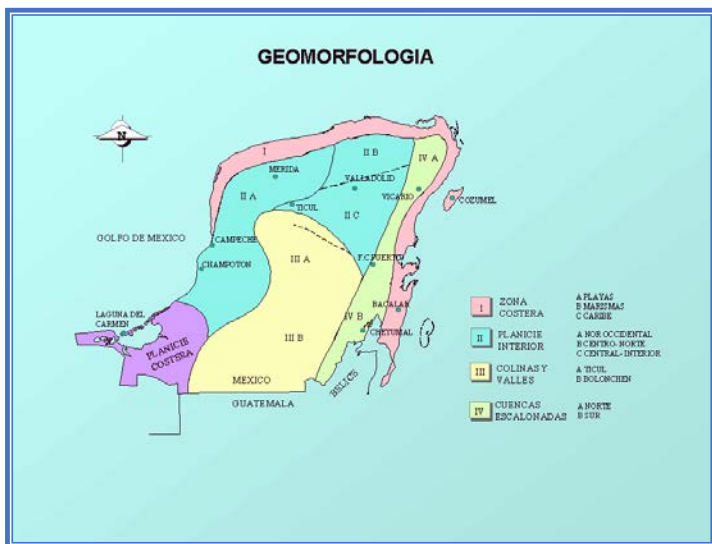 GEOMORFOLOGIA
N
I
II B
IV A
MERIDA
VALLADOLID
VICARIO
II A
COZUMEL
TICUL
II C
GOLFO DE MEXICO
CAMPECHE
III A
F.C.PUERTO
CHAMPOTON
BACALAR
LAGUNA DEL
CARMEN
IV B
CHETUMAL
PLANICIE
COSTERA
III B
MEXICO
BELICE
GUATEMALA
I ZONA
COSTERA
A PLAYAS
B MARISMAS
C CARIBE
II PLANICIE
INTERIOR
A NOR OCCIDENTAL
B CENTRO-NORTE
C CENTRAL-INTERIOR
III COLINAS Y
VALLES
A TICUL
B BOLONCHEN
IV CUENCAS
ESCALONADAS
A NORTE
B SUR